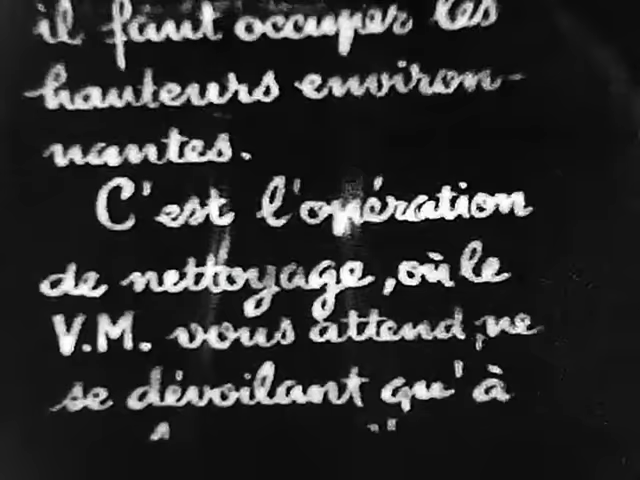 il faut occuper les
hauteurs environ-
nantes.
C'est l'opération
de nettoyage, où le
V.M. vous attend, ne
se dévoilant qu'à